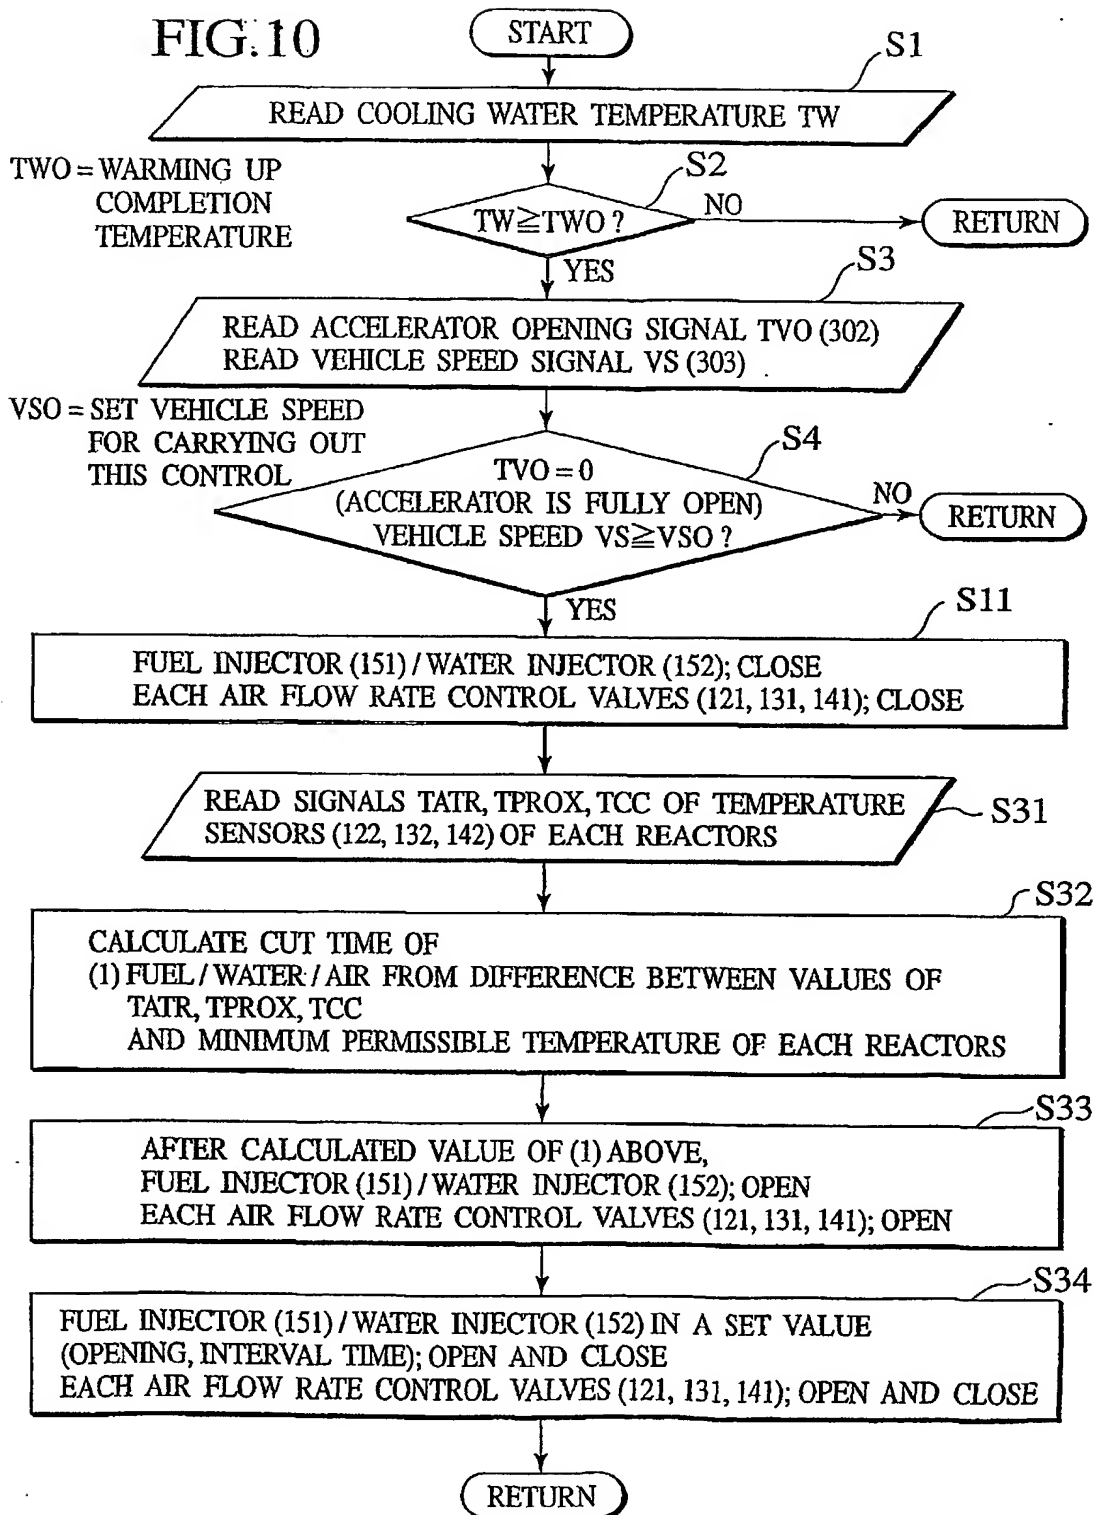 FIG. 10
START
S1
READ COOLING WATER TEMPERATURE TW
TWO = WARMING UP
COMPLETION
TEMPERATURE
S2
TW≧TWO ?
NO
RETURN
YES
S3
READ ACCELERATOR OPENING SIGNAL TVO (302)
READ VEHICLE SPEED SIGNAL VS (303)
VSO = SET VEHICLE SPEED
FOR CARRYING OUT
THIS CONTROL
S4
TVO = 0
(ACCELERATOR IS FULLY OPEN)
VEHICLE SPEED VS≧VSO ?
NO
RETURN
YES
S11
FUEL INJECTOR (151) / WATER INJECTOR (152); CLOSE
EACH AIR FLOW RATE CONTROL VALVES (121, 131, 141); CLOSE
READ SIGNALS TATR, TPROX, TCC OF TEMPERATURE
SENSORS (122, 132, 142) OF EACH REACTORS
S31
S32
CALCULATE CUT TIME OF
(1) FUEL / WATER / AIR FROM DIFFERENCE BETWEEN VALUES OF
TATR, TPROX, TCC
AND MINIMUM PERMISSIBLE TEMPERATURE OF EACH REACTORS
S33
AFTER CALCULATED VALUE OF (1) ABOVE,
FUEL INJECTOR (151) / WATER INJECTOR (152); OPEN
EACH AIR FLOW RATE CONTROL VALVES (121, 131, 141); OPEN
S34
FUEL INJECTOR (151) / WATER INJECTOR (152) IN A SET VALUE
(OPENING, INTERVAL TIME); OPEN AND CLOSE
EACH AIR FLOW RATE CONTROL VALVES (121, 131, 141); OPEN AND CLOSE
RETURN